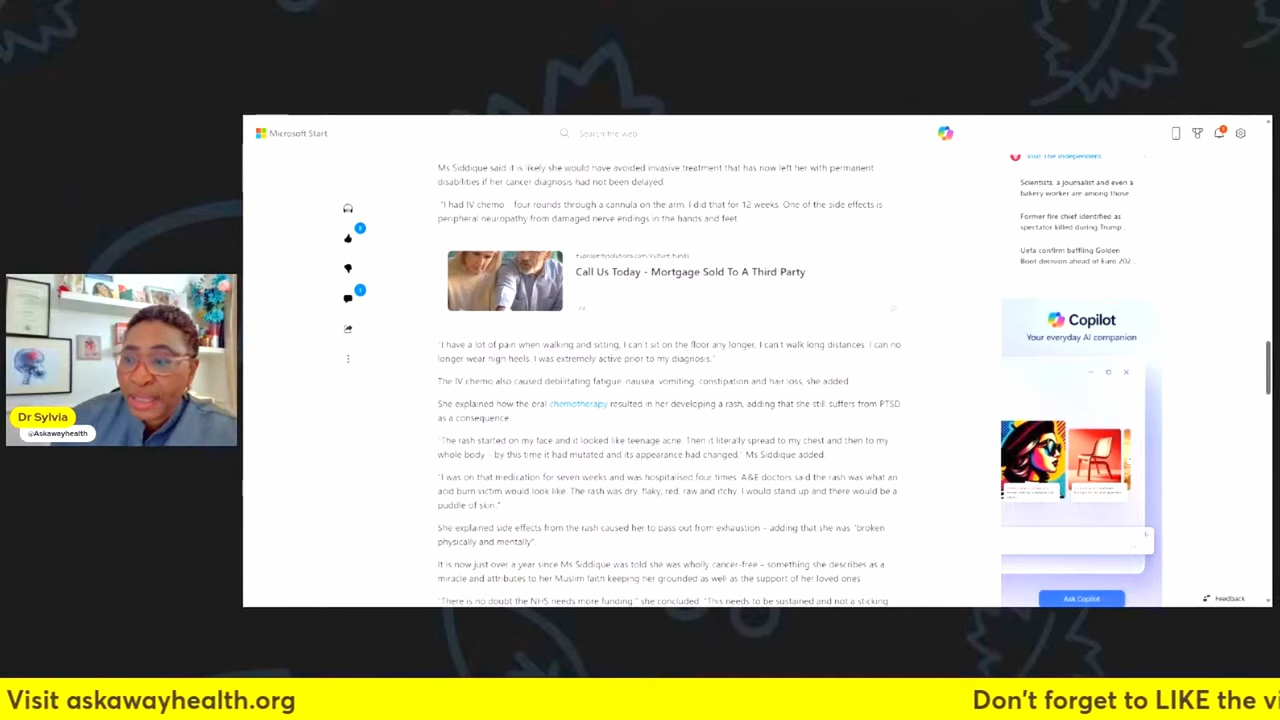 Microsoft Start
Search the web
Ms Siddique said it is likely she would have avoided invasive treatment that has now left her with permanent
disabilities if her cancer diagnosis had not been delayed.
"I had IV chemo – four rounds through a cannula on the arm. I did that for 12 weeks. One of the side effects is
peripheral neuropathy from damaged nerve endings in the hands and feet.
Call Us Today - Mortgage Sold To A Third Party
"I have a lot of pain when walking and sitting, I can't sit on the floor any longer, I can't walk long distances. I can no
longer wear high heels. I was extremely active prior to my diagnosis."
The IV chemo also caused debilitating fatigue, nausea, vomiting, constipation and hair loss, she added.
She explained how the oral chemotherapy resulted in her developing a rash, adding that she still suffers from PTSD
as a consequence.
"The rash started on my face and it looked like teenage acne. Then it literally spread to my chest and then to my
whole body – by this time it had mutated and its appearance had changed," Ms Siddique added.
"I was on that medication for seven weeks and was hospitalised four times. A&E doctors said the rash was what an
acid burn victim would look like. The rash was dry, flaky, red, raw and itchy. I would stand up and there would be a
puddle of skin."
She explained side effects from the rash caused her to pass out from exhaustion – adding that she was "broken
physically and mentally".
It is now just over a year since Ms Siddique was told she was wholly cancer-free – something she describes as a
miracle and attributes to her Muslim faith keeping her grounded as well as the support of her loved ones.
"There is no doubt the NHS needs more funding," she concluded. "This needs to be sustained and not a sticking
Visit The Independent
Scientists, a journalist and even a
bakery worker are among those...
Former fire chief identified as
spectator killed during Trump...
Uefa confirm baffling Golden
Boot decision ahead of Euro 202...
Copilot
Your everyday AI companion
Ask Copilot
Feedback
Dr Sylvia
@Askawayhealth
Visit askawayhealth.org
Don't forget to LIKE the vi